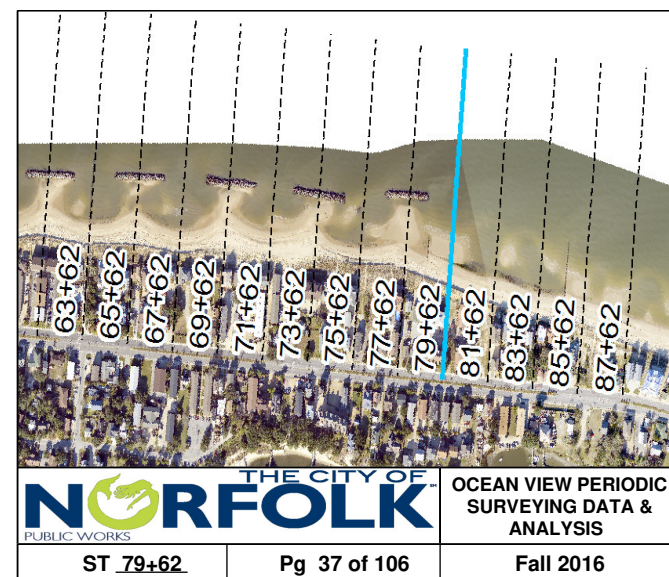 63+62
65+62
67+62
69+62
71+62
73+62
75+62
77+62
79+62
81+62
83+62
85+62
87+62
THE CITY OF
NORFOLK
SM
PUBLIC WORKS
OCEAN VIEW PERIODIC
SURVEYING DATA &
ANALYSIS
ST 79+62
Pg 37 of 106
Fall 2016